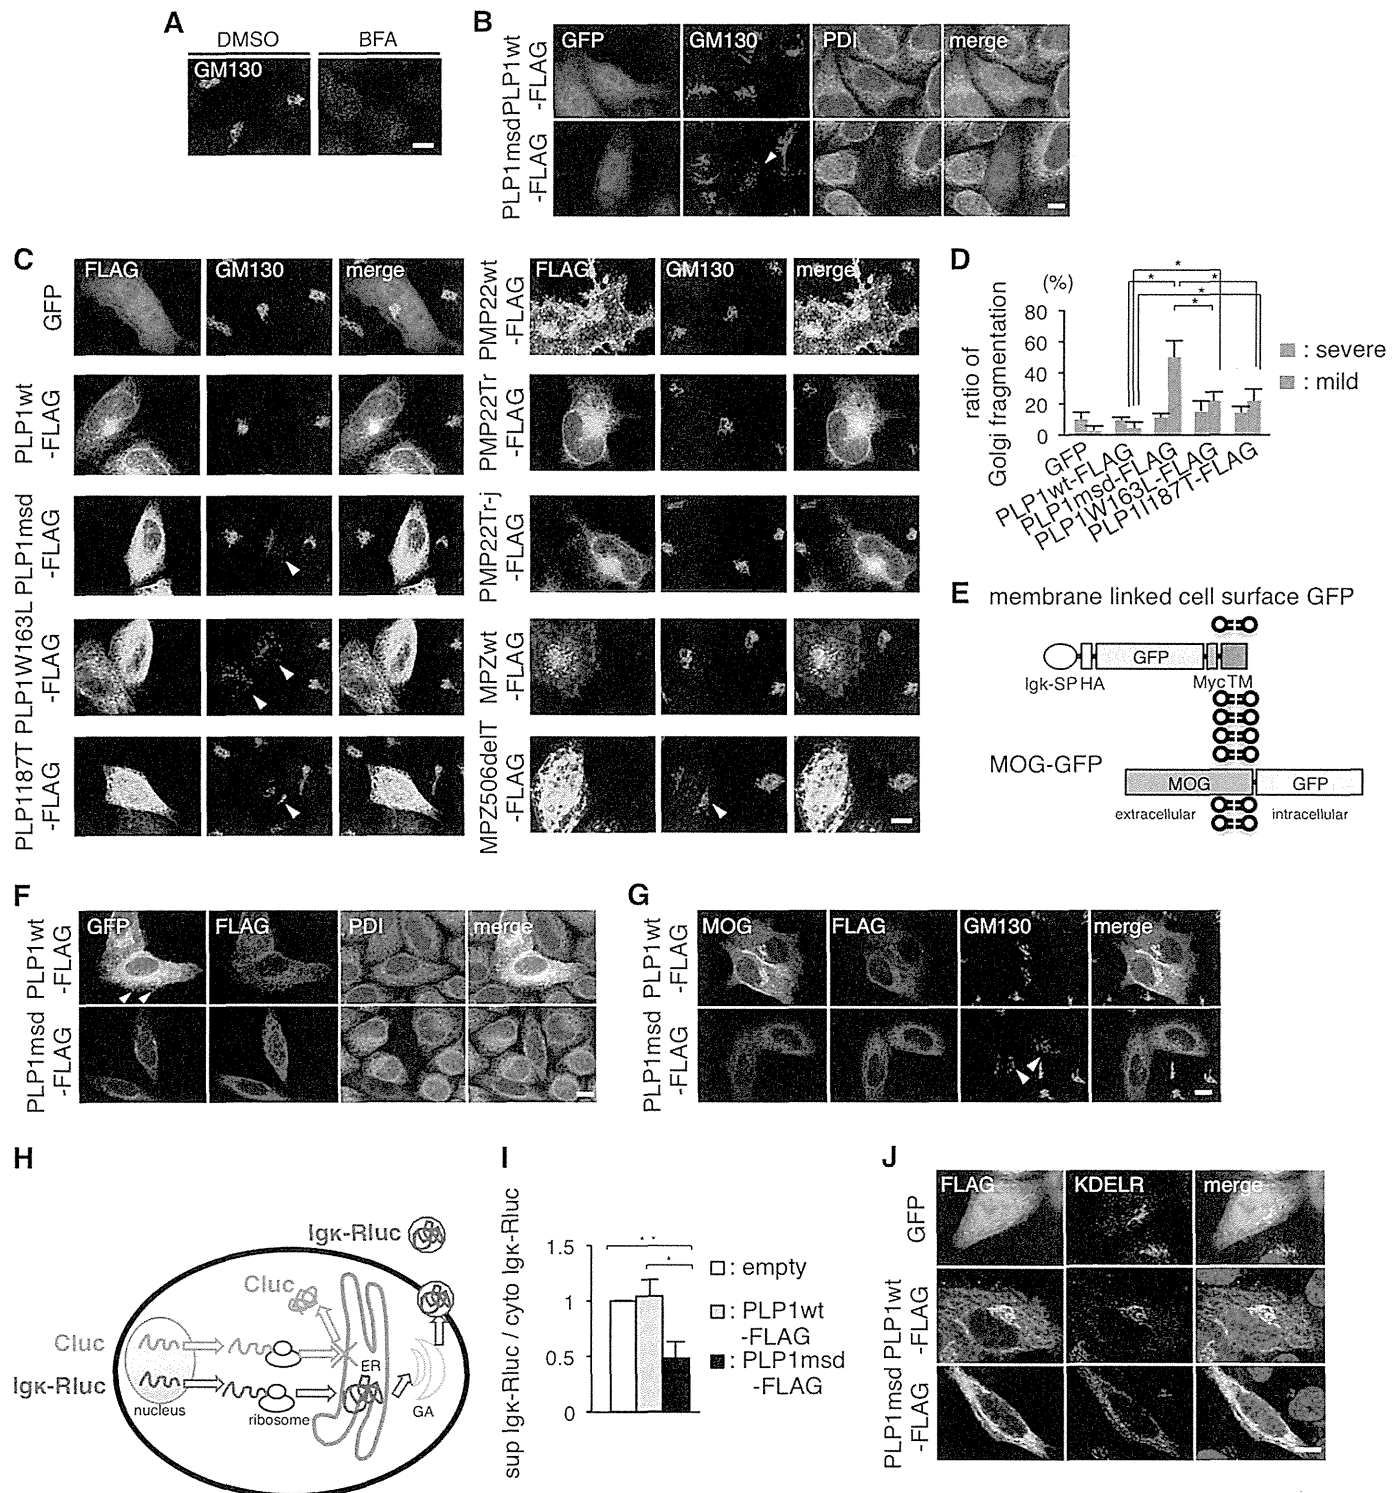 A
DMSO
BFA
GM130
B
GFP
GM130
PDI
merge
PLP1wt
-FLAG
PLP1msd
-FLAG
C
FLAG
GM130
merge
GFP
PLP1wt
-FLAG
PLP1msd
-FLAG
PLP1W163L
-FLAG
PLP1I187T
-FLAG
FLAG
GM130
merge
PMP22wt
-FLAG
PMP22Tr
-FLAG
PMP22Tr-j
-FLAG
MPZwt
-FLAG
MPZ506delT
-FLAG
D
(%)
80
60
40
20
0
ratio of
Golgi fragmentation
* * * * *
: severe
: mild
GFP
PLP1wt-FLAG
PLP1msd-FLAG
PLP1W163L-FLAG
PLP1I187T-FLAG
E
membrane linked cell surface GFP
GFP
Igk-SP HA
Myc TM
MOG-GFP
MOG
GFP
extracellular
intracellular
F
GFP
FLAG
PDI
merge
PLP1wt
-FLAG
PLP1msd
-FLAG
G
MOG
FLAG
GM130
merge
PLP1wt
-FLAG
PLP1msd
-FLAG
H
Igκ-Rluc
Cluc
Cluc
Igκ-Rluc
nucleus
ribosome
ER
GA
I
sup Igκ-Rluc / cyto Igκ-Rluc
1.5
1
0.5
0
* *
*
: empty
: PLP1wt
-FLAG
: PLP1msd
-FLAG
J
FLAG
KDELR
merge
GFP
PLP1wt
-FLAG
PLP1msd
-FLAG